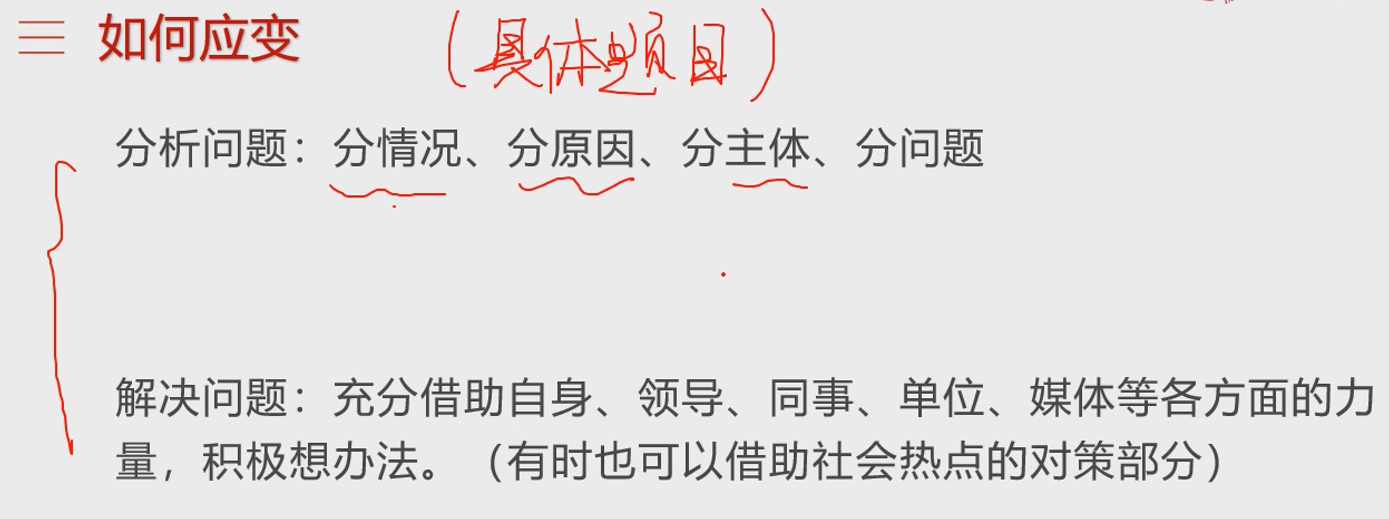 如何应变 (具体题目)
分析问题：分情况、分原因、分主体、分问题
解决问题：充分借助自身、领导、同事、单位、媒体等各方面的力
量，积极想办法。（有时也可以借助社会热点的对策部分）